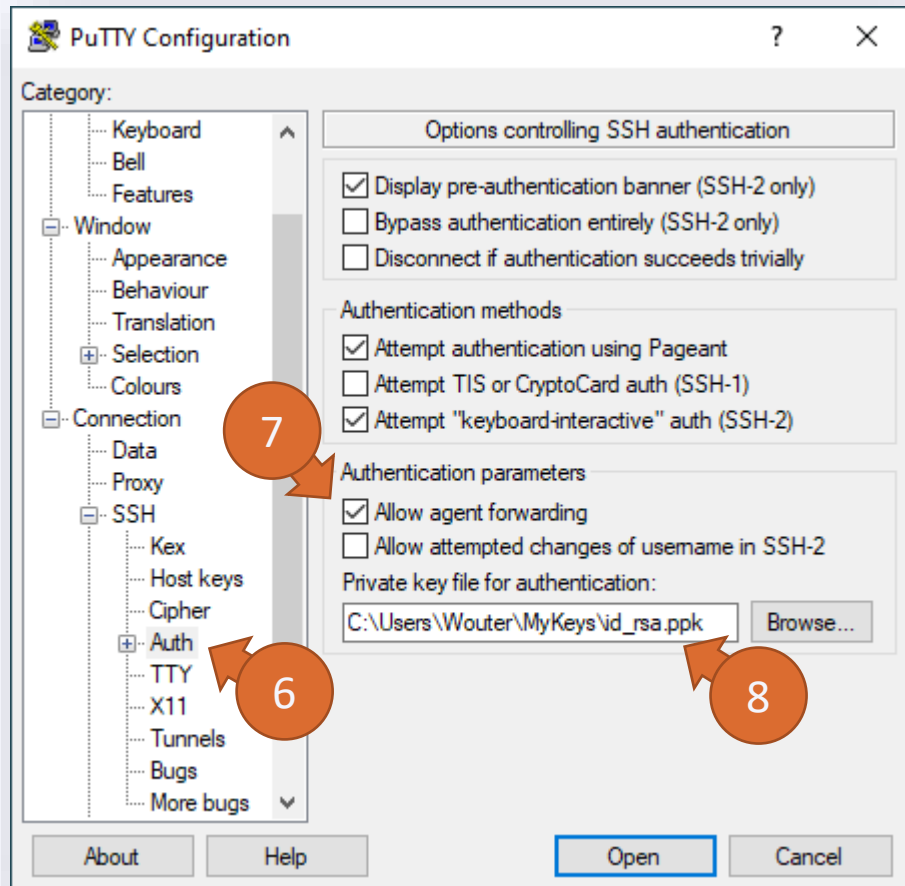 PuTTY Configuration
?
Category:
Keyboard
Bell
Features
Window
Appearance
Behaviour
Translation
Selection
Colours
Connection
Data
Proxy
SSH
Kex
Host keys
Cipher
Auth
TTY
X11
Tunnels
Bugs
More bugs
Options controlling SSH authentication
Display pre-authentication banner (SSH-2 only)
Bypass authentication entirely (SSH-2 only)
Disconnect if authentication succeeds trivially
Authentication methods
Attempt authentication using Pageant
Attempt TIS or CryptoCard auth (SSH-1)
Attempt "keyboard-interactive" auth (SSH-2)
7
Authentication parameters
Allow agent forwarding
Allow attempted changes of username in SSH-2
Private key file for authentication:
C:\Users\Wouter\MyKeys\id_rsa.ppk
Browse...
6
8
About
Help
Open
Cancel